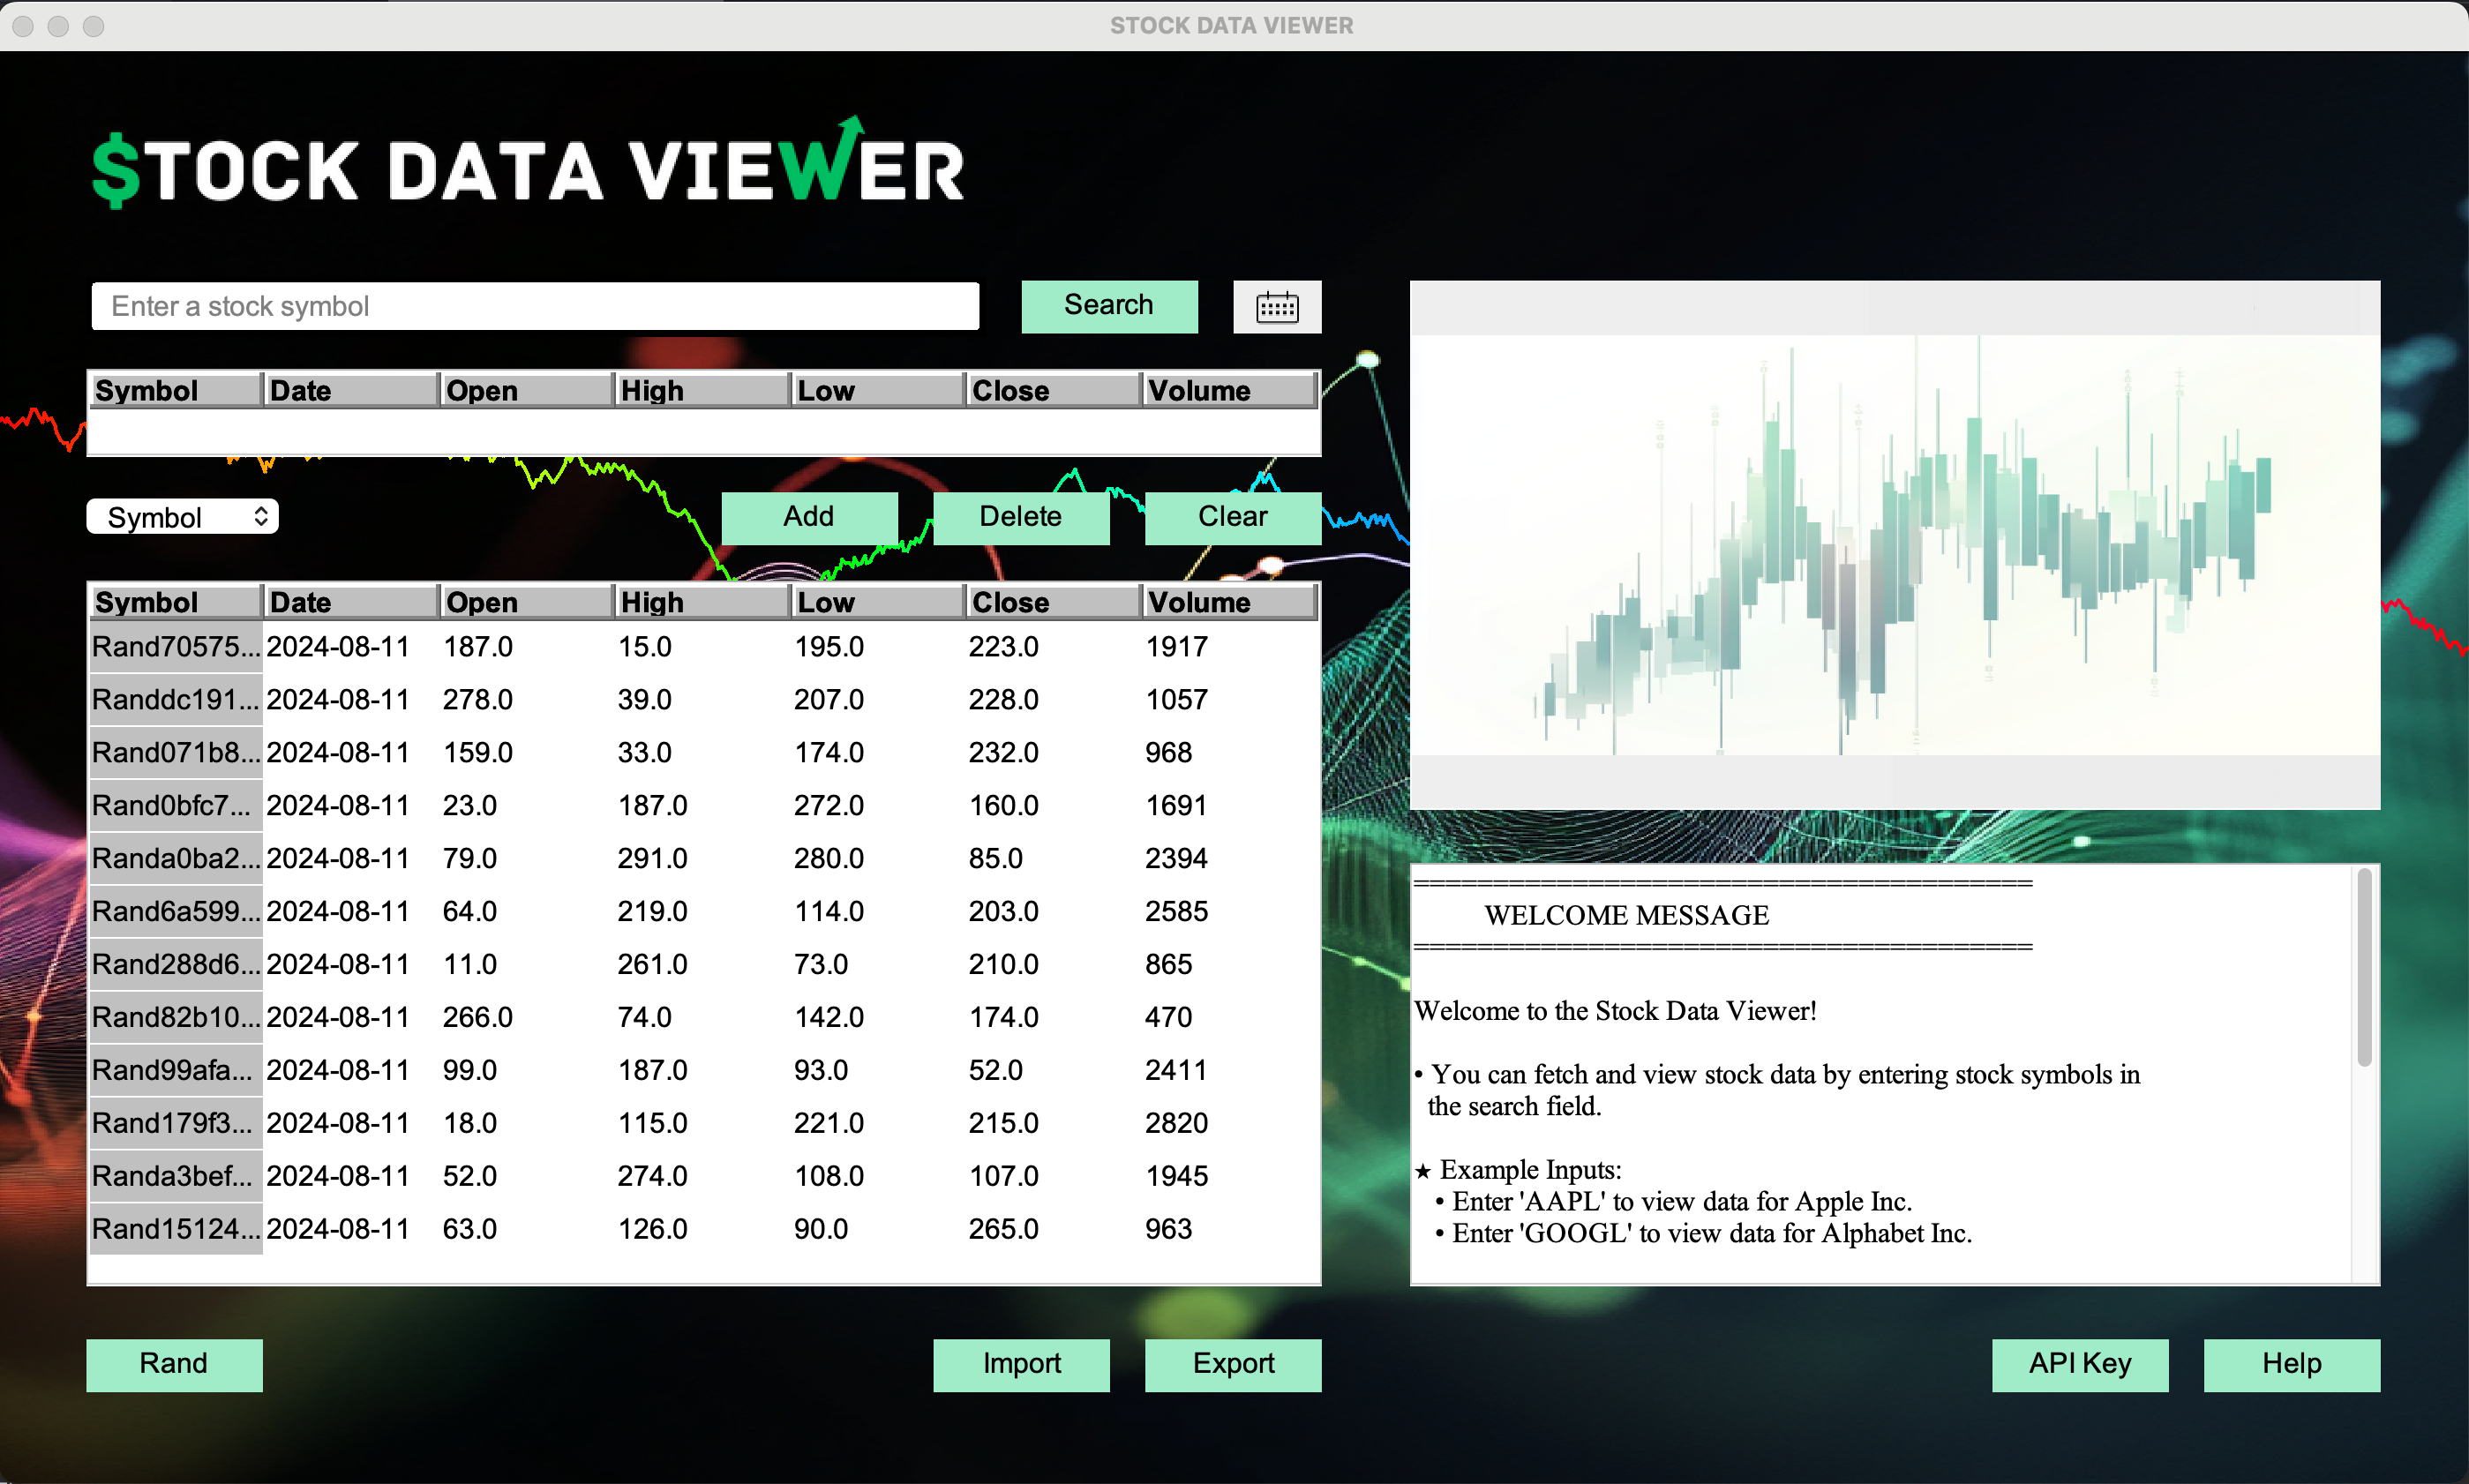 STOCK DATA VIEWER
$TOCK DATA VIEWER
Enter a stock symbol
Search
Symbol Date Open High Low Close Volume
Symbol
Add Delete Clear
Symbol Date Open High Low Close Volume
Rand70575... 2024-08-11 187.0 15.0 195.0 223.0 1917
Randdc191... 2024-08-11 278.0 39.0 207.0 228.0 1057
Rand071b8... 2024-08-11 159.0 33.0 174.0 232.0 968
Rand0bfc7... 2024-08-11 23.0 187.0 272.0 160.0 1691
Randa0ba2... 2024-08-11 79.0 291.0 280.0 85.0 2394
Rand6a599... 2024-08-11 64.0 219.0 114.0 203.0 2585
Rand288d6... 2024-08-11 11.0 261.0 73.0 210.0 865
Rand82b10... 2024-08-11 266.0 74.0 142.0 174.0 470
Rand99afa... 2024-08-11 99.0 187.0 93.0 52.0 2411
Rand179f3... 2024-08-11 18.0 115.0 221.0 215.0 2820
Randa3bef... 2024-08-11 52.0 274.0 108.0 107.0 1945
Rand15124... 2024-08-11 63.0 126.0 90.0 265.0 963
WELCOME MESSAGE
Welcome to the Stock Data Viewer!
• You can fetch and view stock data by entering stock symbols in
the search field.
★ Example Inputs:
• Enter 'AAPL' to view data for Apple Inc.
• Enter 'GOOGL' to view data for Alphabet Inc.
Rand
Import
Export
API Key
Help